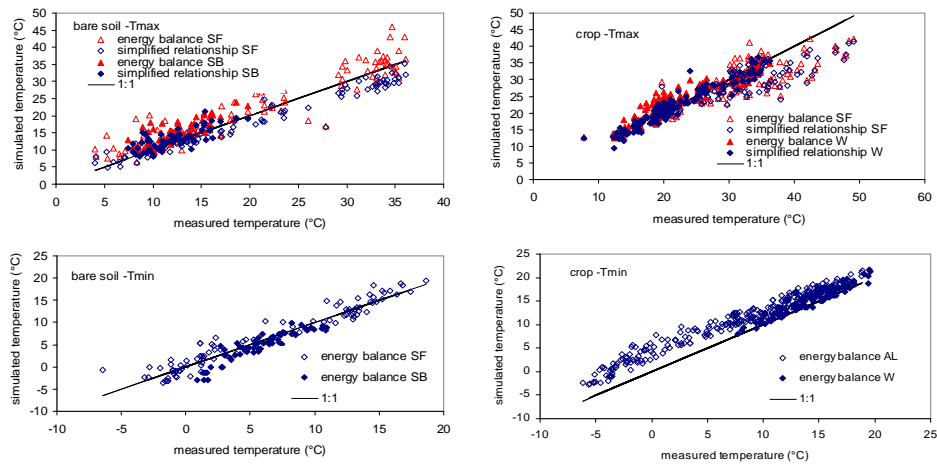 bare soil -Tmax
energy balance SF
simplified relationship SF
energy balance SB
simplified relationship SB
1:1
simulated temperature (°C)
50
45
40
35
30
25
20
15
10
5
0
0 5 10 15 20 25 30 35 40
measured temperature (°C)
crop -Tmax
energy balance SF
simplified relationship SF
energy balance W
simplified relationship W
1:1
simulated temperature (°C)
50
45
40
35
30
25
20
15
10
5
0
0 10 20 30 40 50 60
measured temperature (°C)
bare soil -Tmin
energy balance SF
energy balance SB
1:1
simulated temperature (°C)
25
20
15
10
5
0
-5
-10
-10 -5 0 5 10 15 20
measured temperature (°C)
crop -Tmin
energy balance AL
energy balance W
1:1
simulated temperature (°C)
25
20
15
10
5
0
-5
-10
-10 -5 0 5 10 15 20 25
measured temperature (°C)